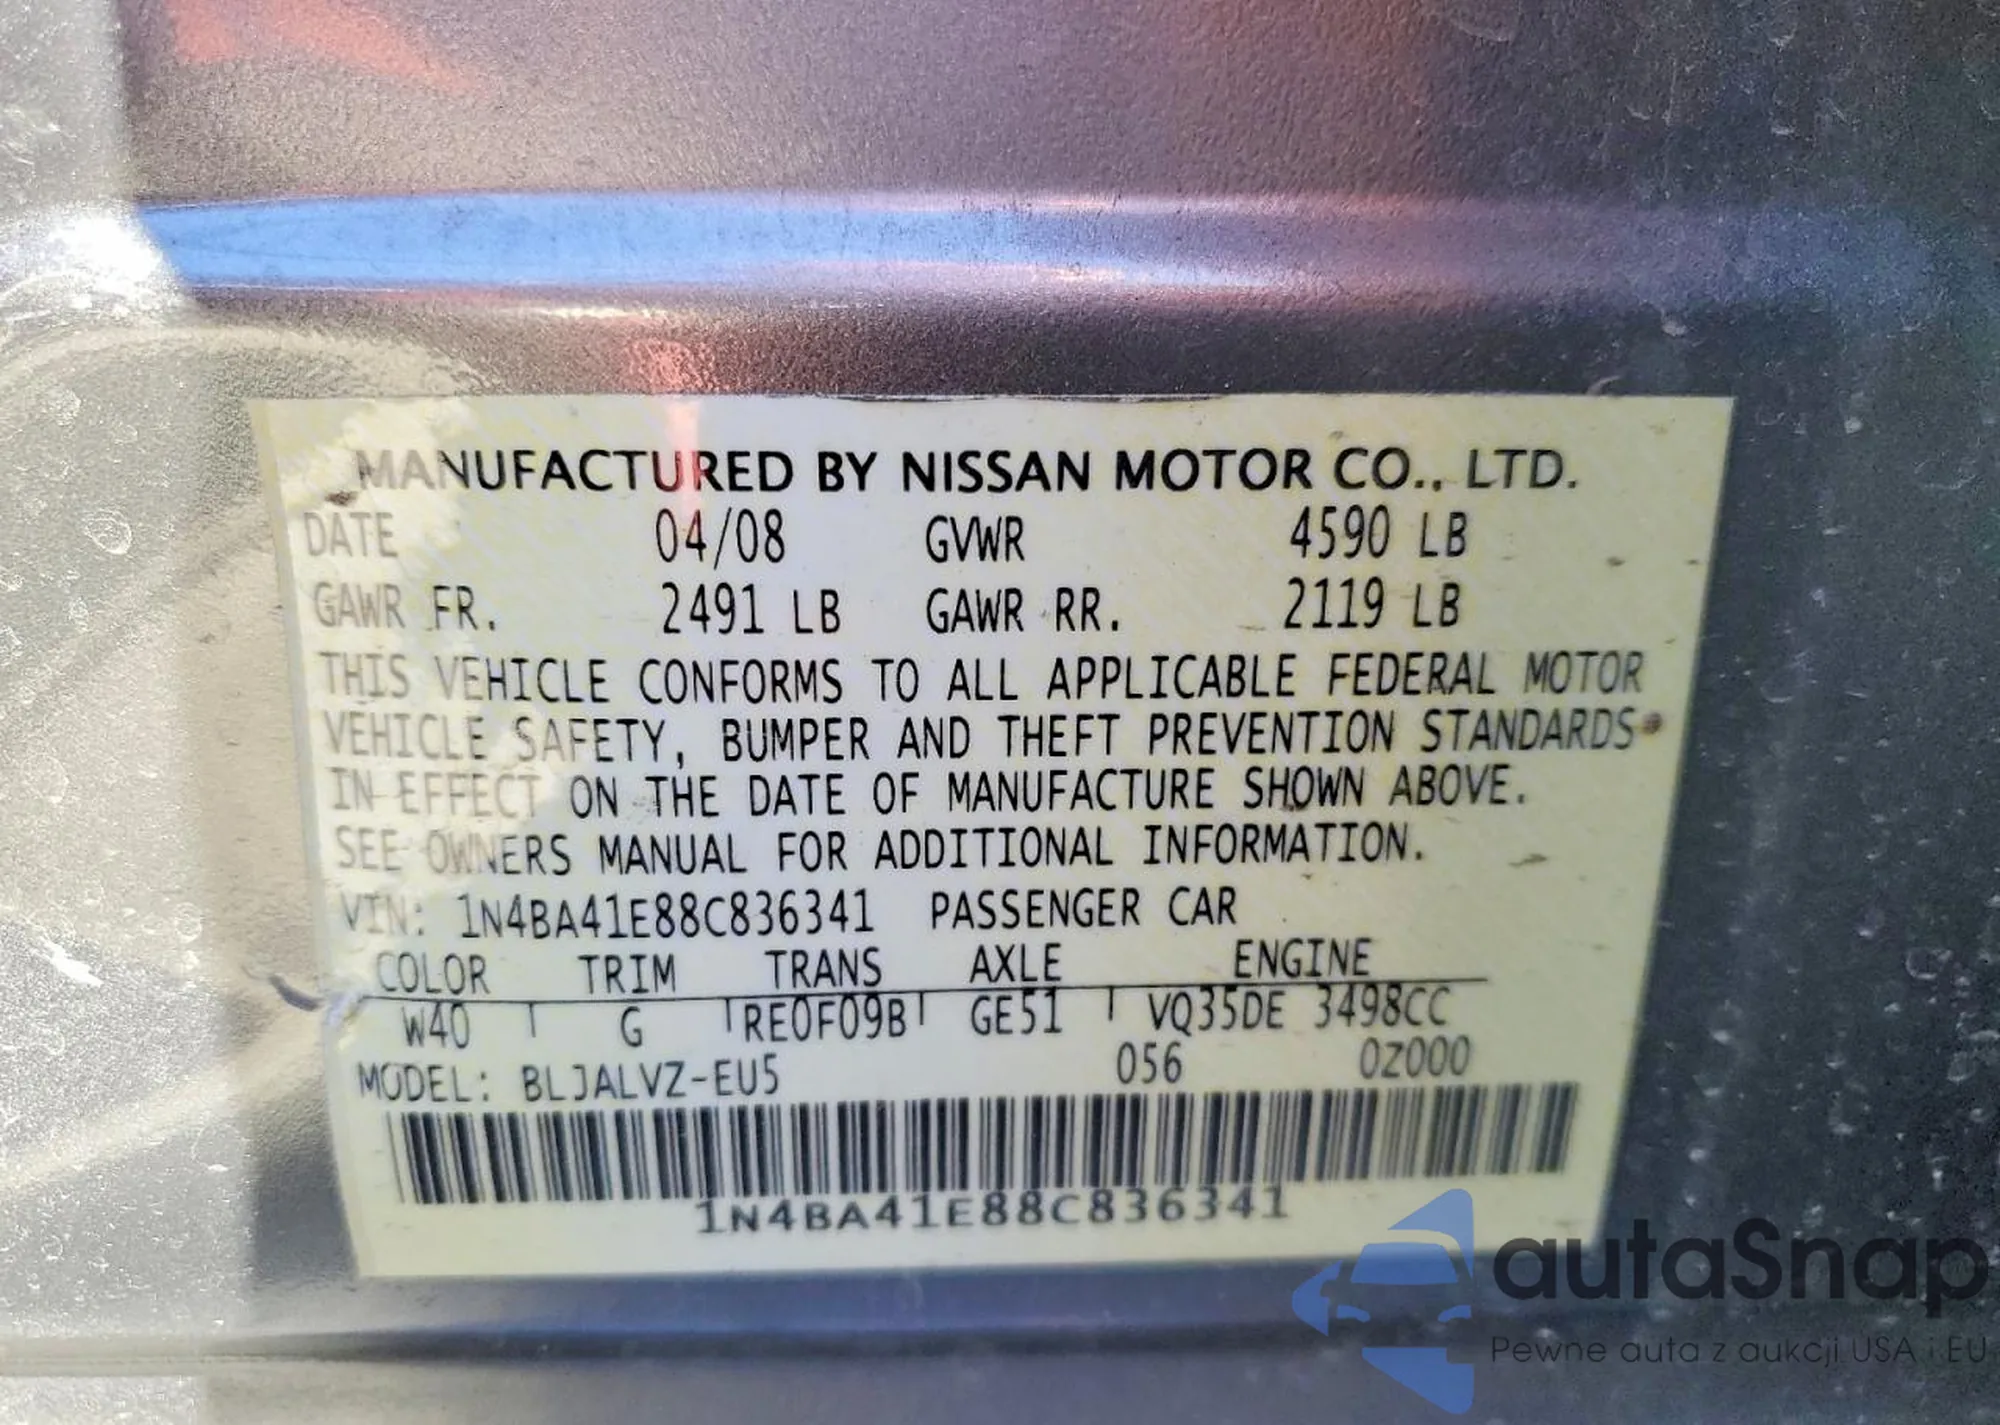 MANUFACTURED BY NISSAN MOTOR CO., LTD.
DATE 04/08 GVWR 4590 LB
GAWR FR. 2491 LB GAWR RR. 2119 LB
THIS VEHICLE CONFORMS TO ALL APPLICABLE FEDERAL MOTOR
VEHICLE SAFETY, BUMPER AND THEFT PREVENTION STANDARDS
IN EFFECT ON THE DATE OF MANUFACTURE SHOWN ABOVE.
SEE OWNERS MANUAL FOR ADDITIONAL INFORMATION.
VIN: 1N4BA41E88C836341 PASSENGER CAR
COLOR TRIM TRANS AXLE ENGINE
W40 G RE0F09B GE51 VQ35DE 3498CC
MODEL: BLJALVZ-EU5 056 0Z000
1N4BA41E88C836341
autaSnap
Pewne auta z aukcji USA i EU